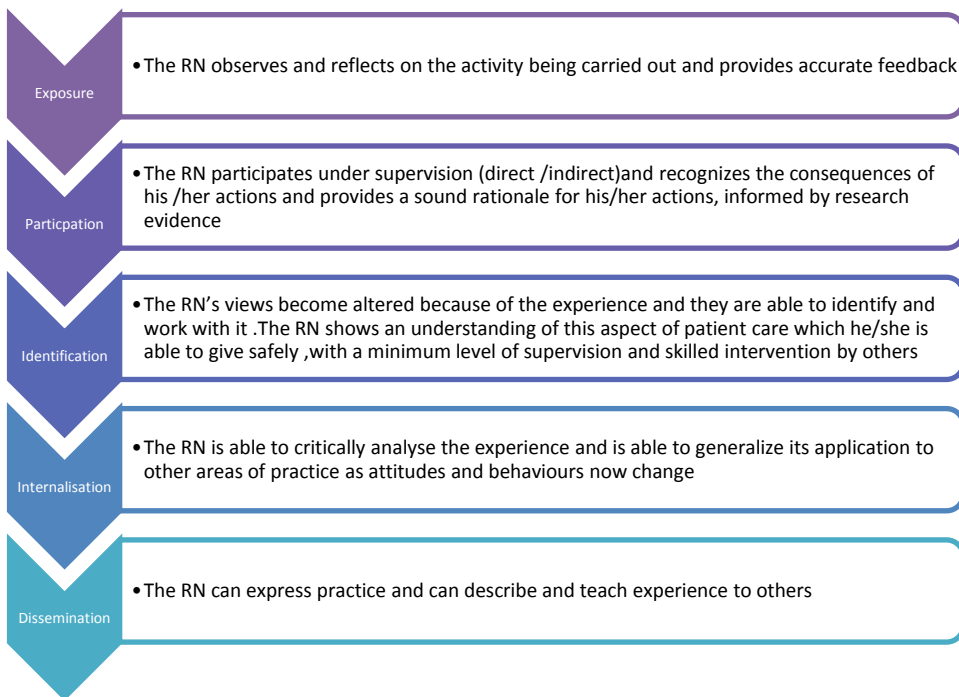 Exposure
•The RN observes and reflects on the activity being carried out and provides accurate feedback
Particpation
•The RN participates under supervision (direct /indirect)and recognizes the consequences of
his /her actions and provides a sound rationale for his/her actions, informed by research
evidence
Identification
•The RN’s views become altered because of the experience and they are able to identify and
work with it .The RN shows an understanding of this aspect of patient care which he/she is
able to give safely ,with a minimum level of supervision and skilled intervention by others
Internalisation
•The RN is able to critically analyse the experience and is able to generalize its application to
other areas of practice as attitudes and behaviours now change
Dissemination
•The RN can express practice and can describe and teach experience to others